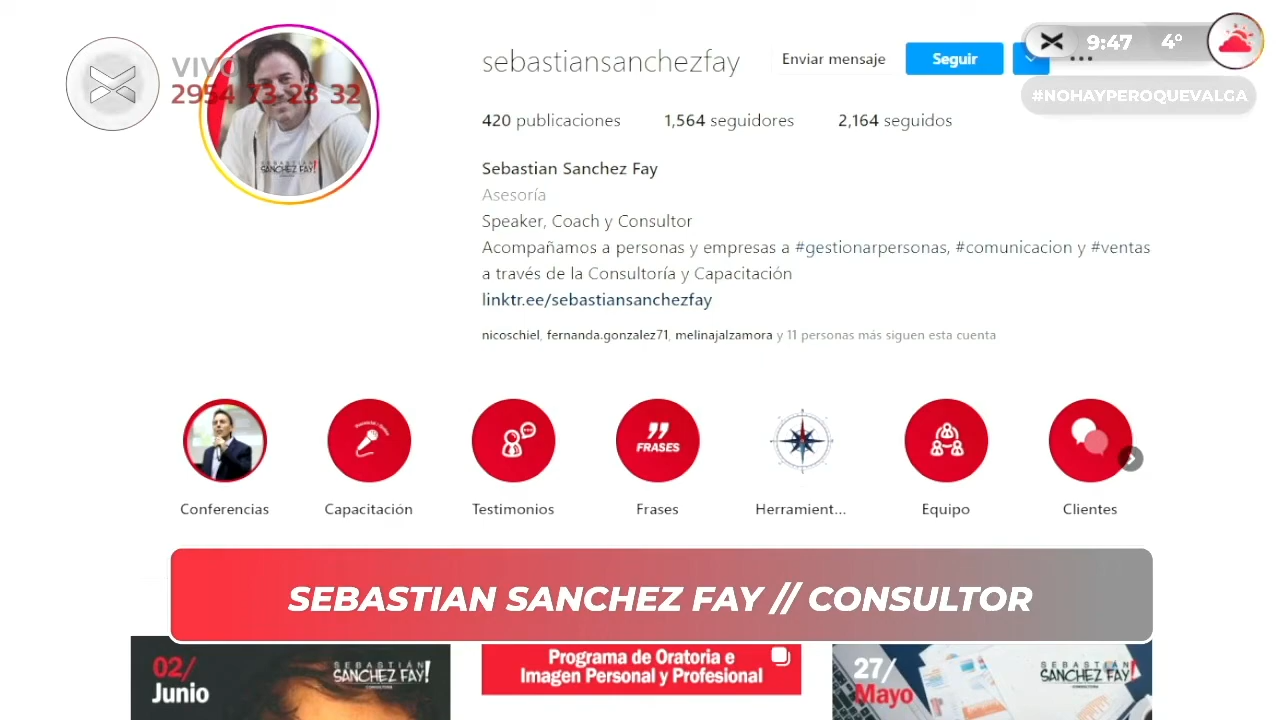 VIVO
2954 73 23 32
SANCHEZ FAY!
sebastiansanchezfay
Enviar mensaje
Seguir
9:47
4°
#NOHAYPEROQUEVALGA
420 publicaciones
1,564 seguidores
2,164 seguidos
Sebastian Sanchez Fay
Asesoría
Speaker, Coach y Consultor
Acompañamos a personas y empresas a #gestionarpersonas, #comunicacion y #ventas
a través de la Consultoría y Capacitación
linktr.ee/sebastiansanchezfay
nicoschiel, fernanda.gonzalez71, melinajalzamora y 11 personas más siguen esta cuenta
FRASES
Conferencias
Capacitación
Testimonios
Frases
Herramient...
Equipo
Clientes
SEBASTIAN SANCHEZ FAY // CONSULTOR
02/
Junio
SEBASTIÁN
SANCHEZ FAY!
Programa de Oratoria e
Imagen Personal y Profesional
27/
Mayo
SEBASTIÁN
SANCHEZ FAY!